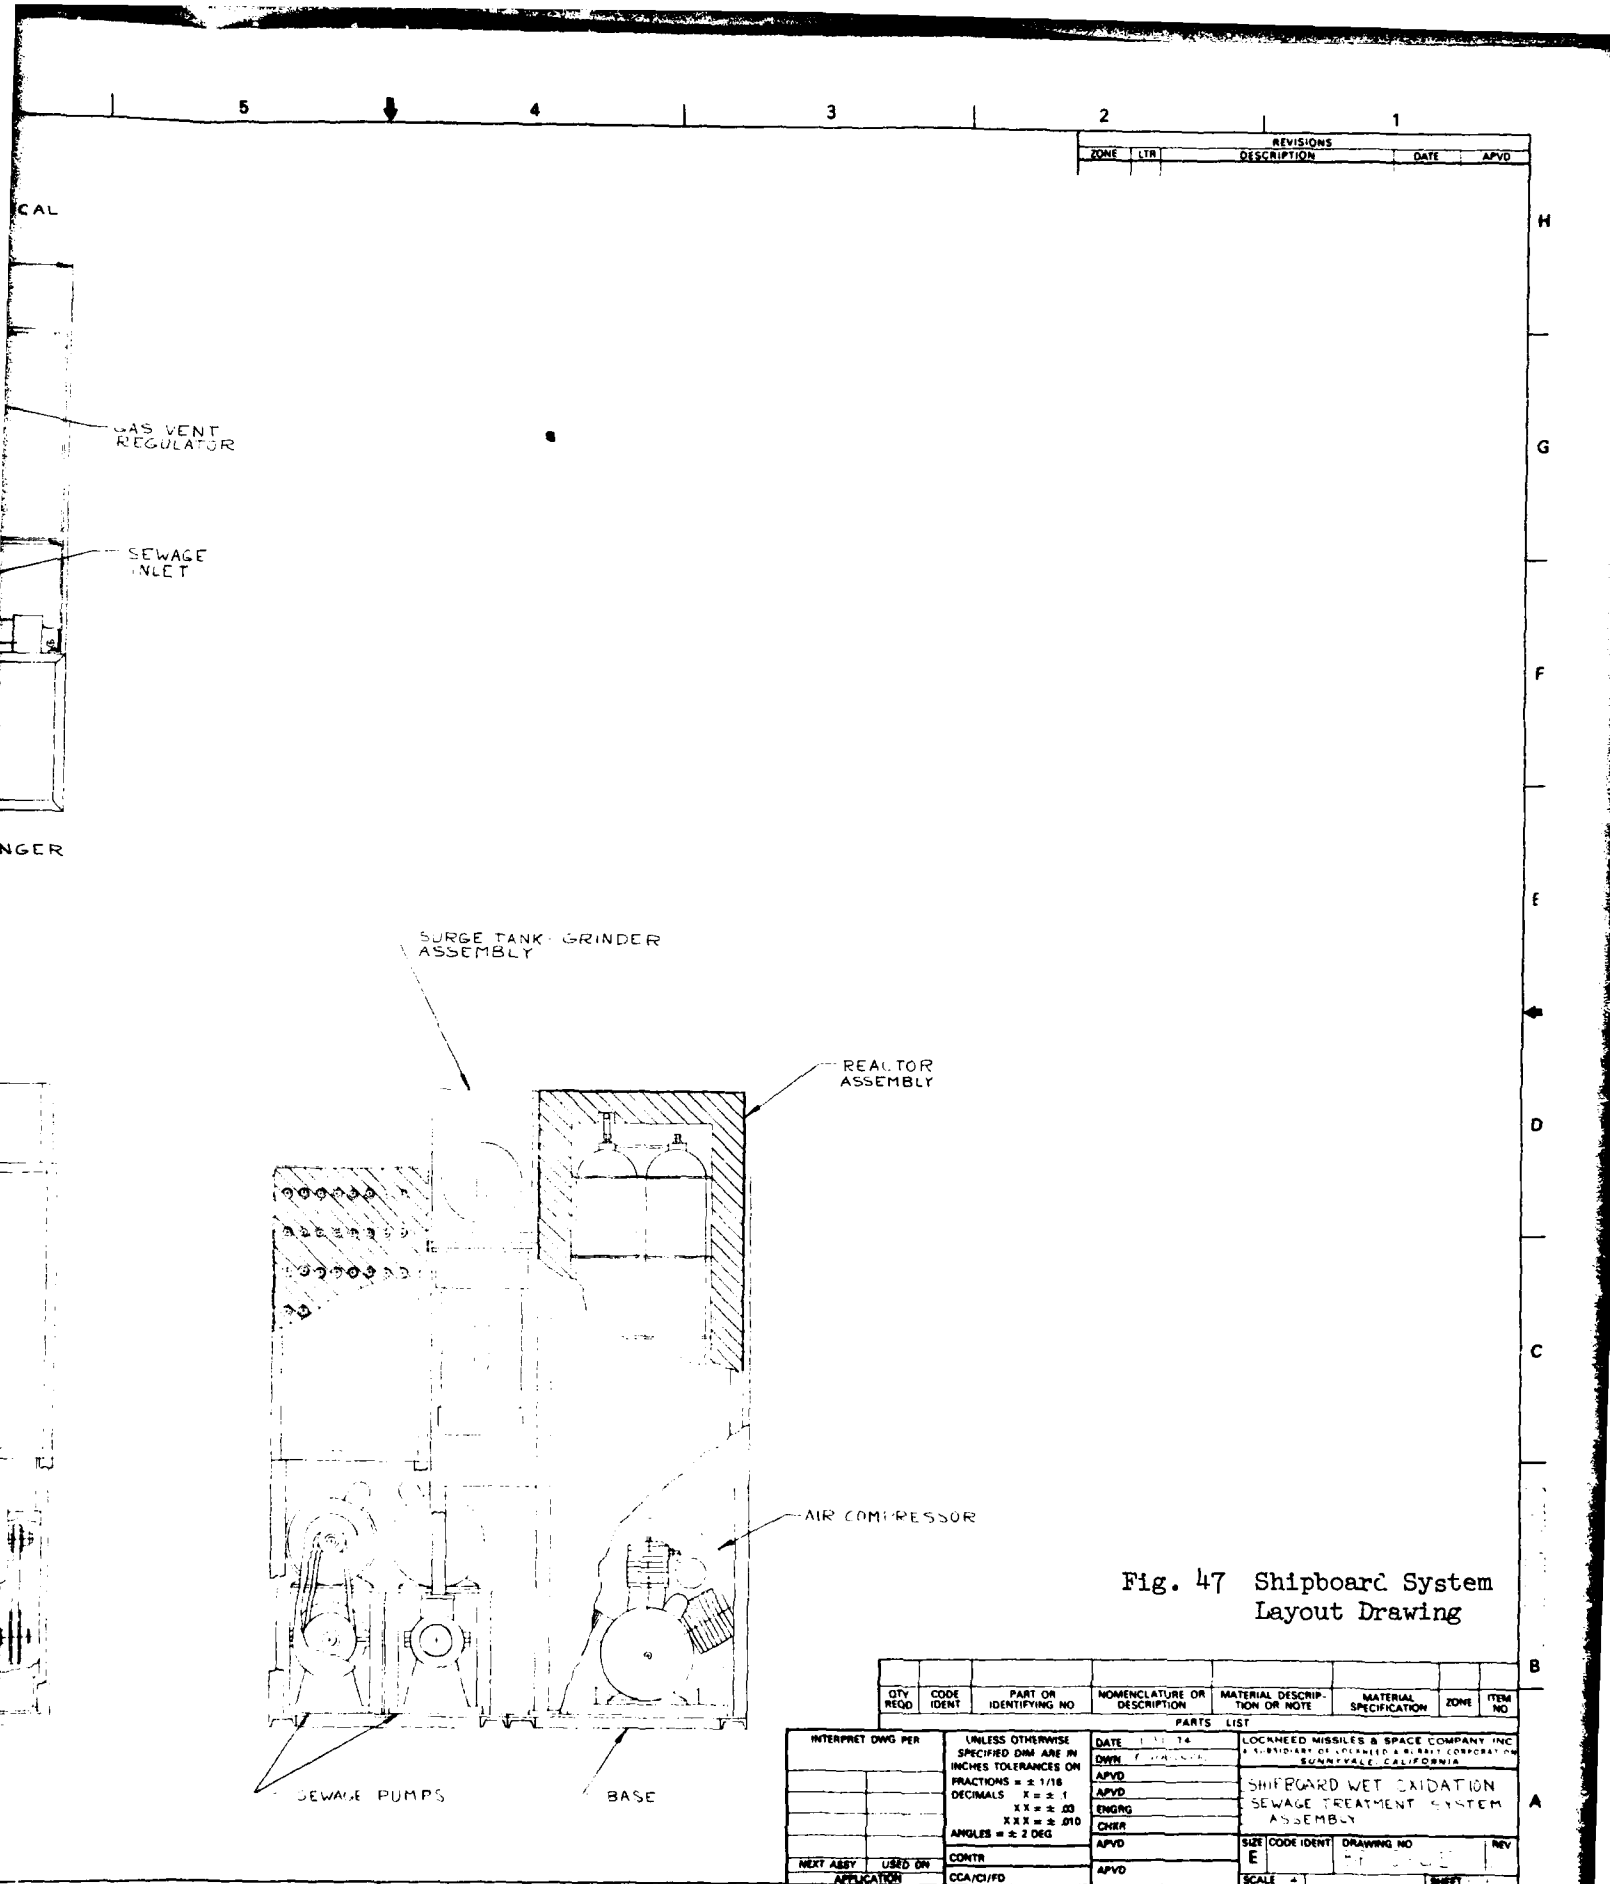 5 4 3 2 1
REVISIONS
ZONE LTR DESCRIPTION DATE APVD
CAL
H
GAS VENT
REGULATOR
G
SEWAGE
INLET
F
NGER
E
SURGE TANK-GRINDER
ASSEMBLY
REACTOR
ASSEMBLY
D
C
AIR COMPRESSOR
Fig. 47 Shipboard System
Layout Drawing
B
SEWAGE PUMPS
BASE
QTY REQD
CODE IDENT
PART OR IDENTIFYING NO
NOMENCLATURE OR DESCRIPTION
MATERIAL DESCRIP-
TION OR NOTE
MATERIAL SPECIFICATION
ZONE
ITEM NO
PARTS LIST
INTERPRET DWG PER
UNLESS OTHERWISE
SPECIFIED DIM ARE IN
INCHES TOLERANCES ON
FRACTIONS = ± 1/16
DECIMALS X = ± .1
XX = ± .03
XXX = ± .010
ANGLES = ± 2 DEG
CONTR
CCA/CI/FD
NEXT ASSY USED ON
APPLICATION
DATE 74
DWN
APVD
APVD
ENGRG
CHKR
APVD
APVD
LOCKHEED MISSILES & SPACE COMPANY INC
A SUBSIDIARY OF LOCKHEED AIRCRAFT CORPORATION
SUNNYVALE, CALIFORNIA
SHIPBOARD WET OXIDATION
SEWAGE TREATMENT SYSTEM
ASSEMBLY
A
SIZE CODE IDENT DRAWING NO REV
E
SCALE SHEET